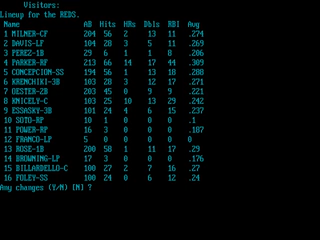 Visitors:
Lineup for the REDS.
Name AB Hits HRs Dbls RBI Avg
1 MILNER-CF 204 56 2 13 11 .274
2 DAVIS-LF 104 28 3 5 11 .269
3 PEREZ-1B 29 6 1 1 8 .206
4 PARKER-RF 213 66 14 17 44 .309
5 CONCEPCION-SS 194 56 1 13 18 .288
6 KRENCHIKI-3B 103 28 3 12 17 .271
7 OESTER-2B 203 45 0 9 9 .221
8 KNICELY-C 103 25 10 13 29 .242
9 ESSASKY-3B 101 24 4 6 15 .237
10 SOTO-RP 10 1 0 0 0 .1
11 POWER-RP 16 3 0 0 0 .187
12 FRANCO-LP 5 0 0 0 0 .0
13 ROSE-1B 200 58 1 11 17 .29
14 BROWNING-LP 17 3 0 0 0 .176
15 BILLARDELLO-C 100 27 2 7 16 .27
16 FOLEY-SS 100 24 0 6 12 .24
Any changes (Y/N) [N] ?